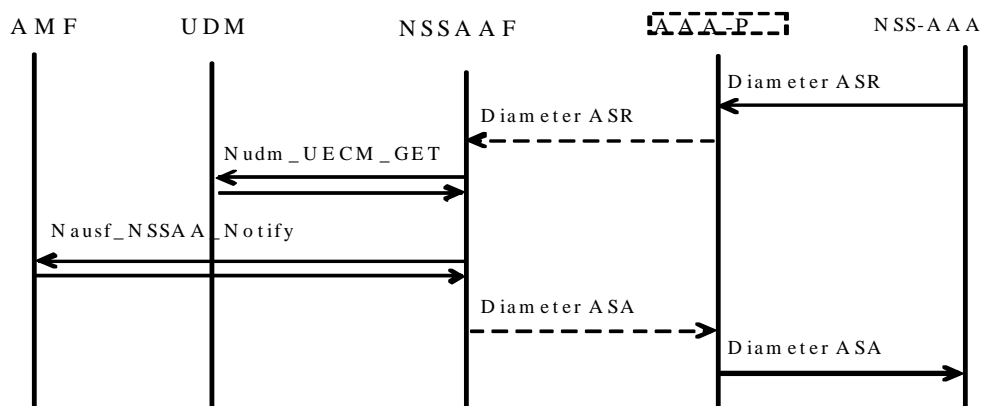 AMF UDM NSSAAF AAA-P NSS-AAA
Diameter ASR
Diameter ASR
Nudm_UECM_GET
Nausf_NSSAA_Notify
Diameter ASA
Diameter ASA